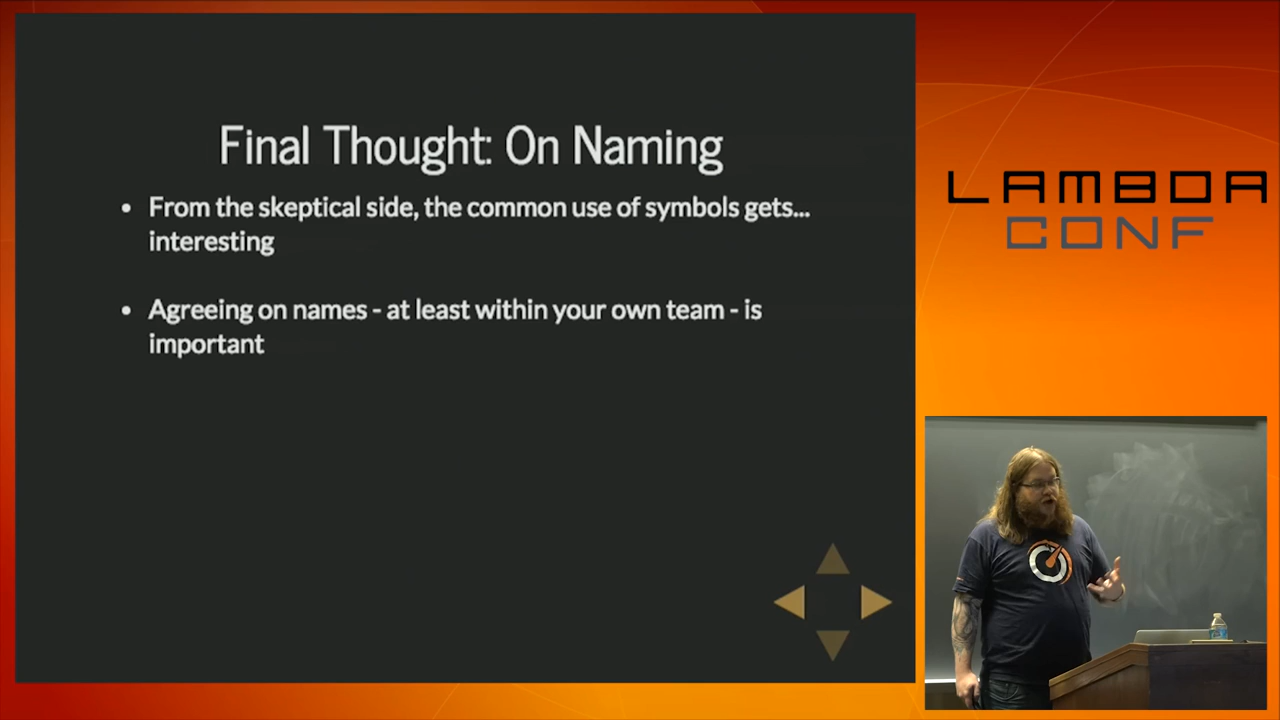 Final Thought: On Naming
• From the skeptical side, the common use of symbols gets...
interesting
• Agreeing on names - at least within your own team - is
important
LAMBDA
CONF